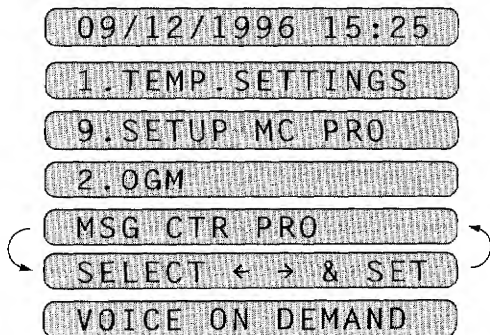 09/12/1996 15:25
1.TEMP.SETTINGS
9.SETUP MC PRO
2.OGM
MSG CTR PRO
SELECT ← → & SET
VOICE ON DEMAND